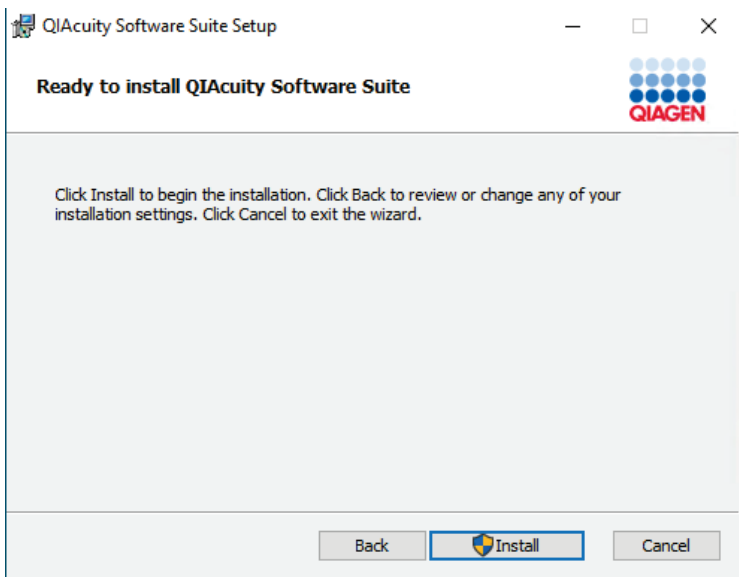 QIAcuity Software Suite Setup
Ready to install QIAcuity Software Suite
QIAGEN
Click Install to begin the installation. Click Back to review or change any of your
installation settings. Click Cancel to exit the wizard.
Back Install Cancel